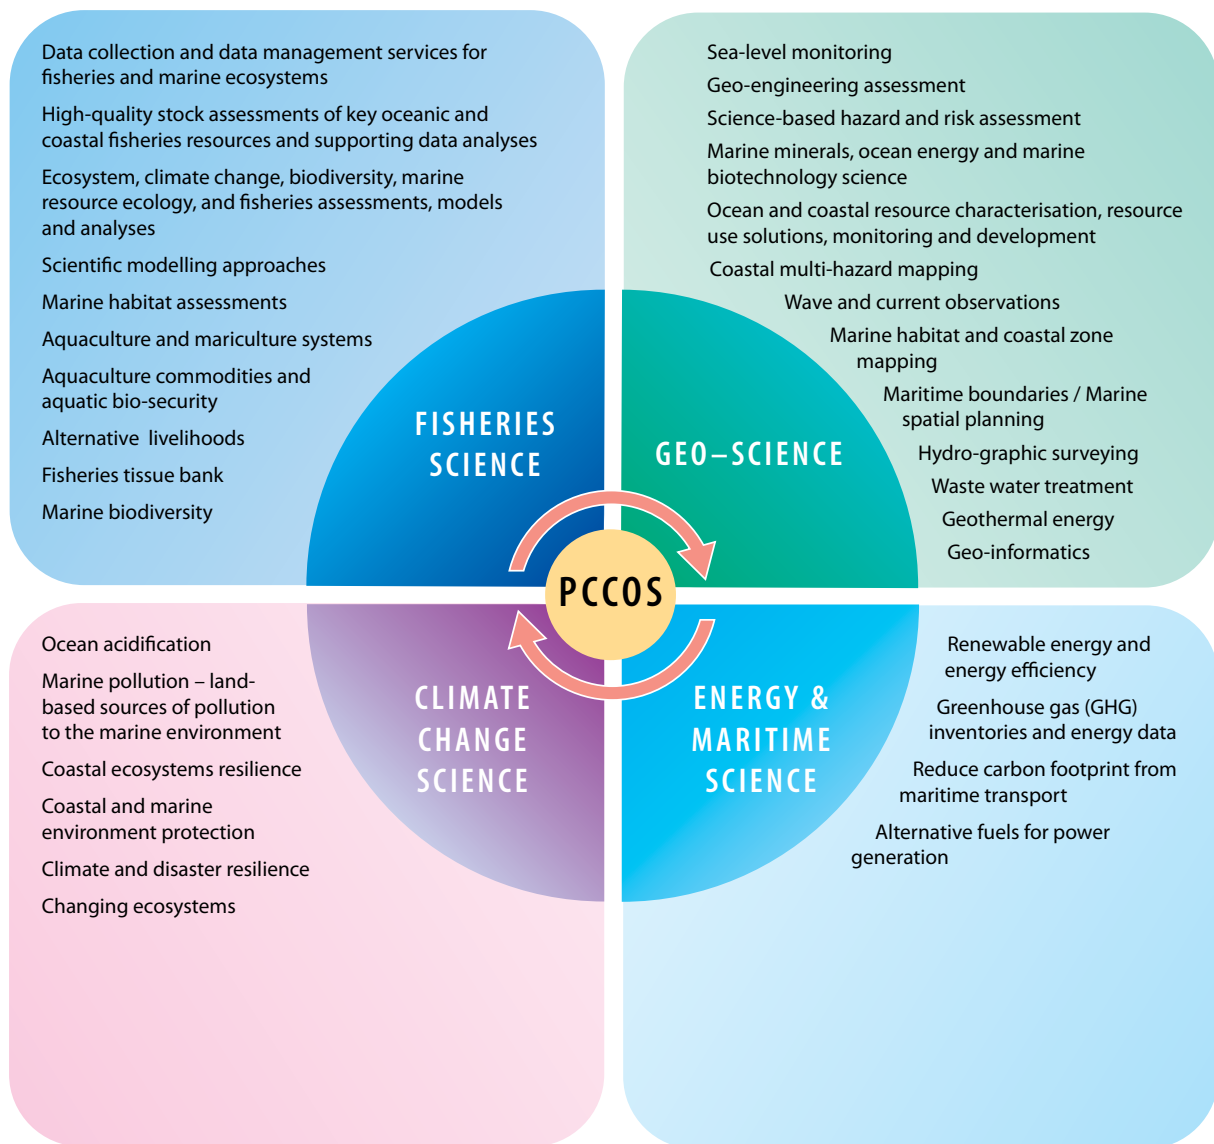 Data collection and data management services for
fisheries and marine ecosystems
High-quality stock assessments of key oceanic and
coastal fisheries resources and supporting data analyses
Ecosystem, climate change, biodiversity, marine
resource ecology, and fisheries assessments, models
and analyses
Scientific modelling approaches
Marine habitat assessments
Aquaculture and mariculture systems
Aquaculture commodities and
aquatic bio-security
Alternative livelihoods
Fisheries tissue bank
Marine biodiversity
FISHERIES
SCIENCE
Sea-level monitoring
Geo-engineering assessment
Science-based hazard and risk assessment
Marine minerals, ocean energy and marine
biotechnology science
Ocean and coastal resource characterisation, resource
use solutions, monitoring and development
Coastal multi-hazard mapping
Wave and current observations
Marine habitat and coastal zone
mapping
Maritime boundaries / Marine
spatial planning
Hydro-graphic surveying
Waste water treatment
Geothermal energy
Geo-informatics
GEO–SCIENCE
PCCOS
Ocean acidification
Marine pollution – land-
based sources of pollution
to the marine environment
Coastal ecosystems resilience
Coastal and marine
environment protection
Climate and disaster resilience
Changing ecosystems
CLIMATE
CHANGE
SCIENCE
ENERGY &
MARITIME
SCIENCE
Renewable energy and
energy efficiency
Greenhouse gas (GHG)
inventories and energy data
Reduce carbon footprint from
maritime transport
Alternative fuels for power
generation